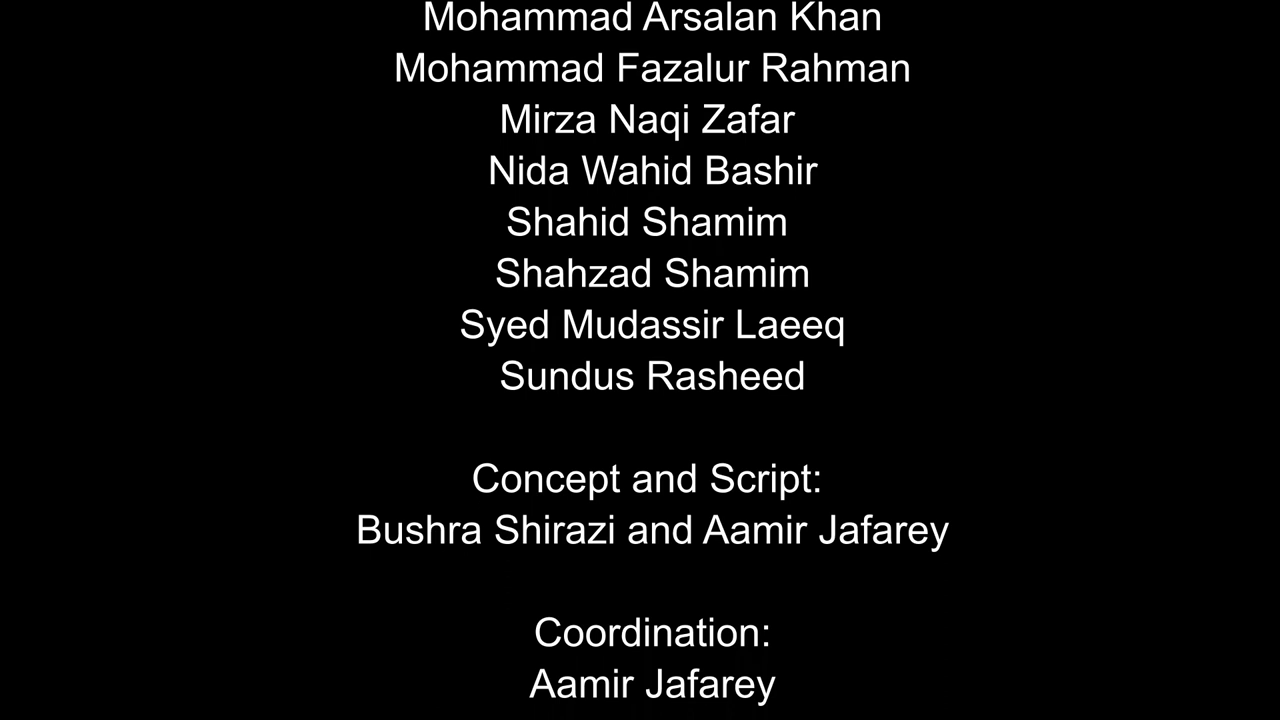 Mohammad Arsalan Khan
Mohammad Fazalur Rahman
Mirza Naqi Zafar
Nida Wahid Bashir
Shahid Shamim
Shahzad Shamim
Syed Mudassir Laeeq
Sundus Rasheed
Concept and Script:
Bushra Shirazi and Aamir Jafarey
Coordination:
Aamir Jafarey